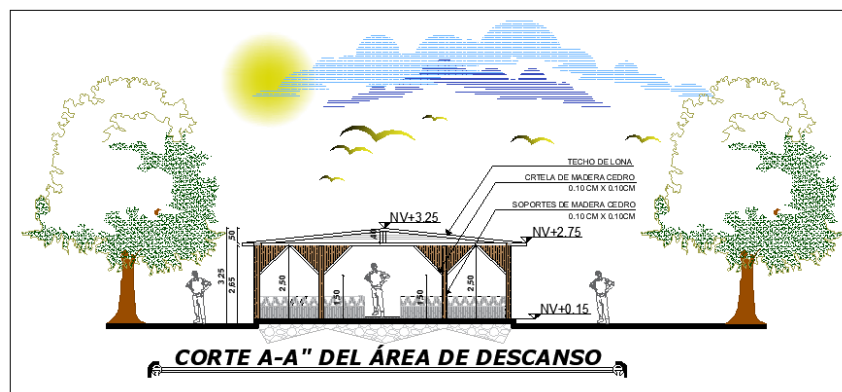 TECHO DE LONA
CRTELA DE MADERA CEDRO
0.10 CM X 0.10CM
SOPORTES DE MADERA CEDRO
0.10 CM X 0.10CM
NV+3.25
NV+2.75
.50
3.25
2.65
2.50
1.50
1.50
2.50
NV+0.15
CORTE A-A" DEL ÁREA DE DESCANSO